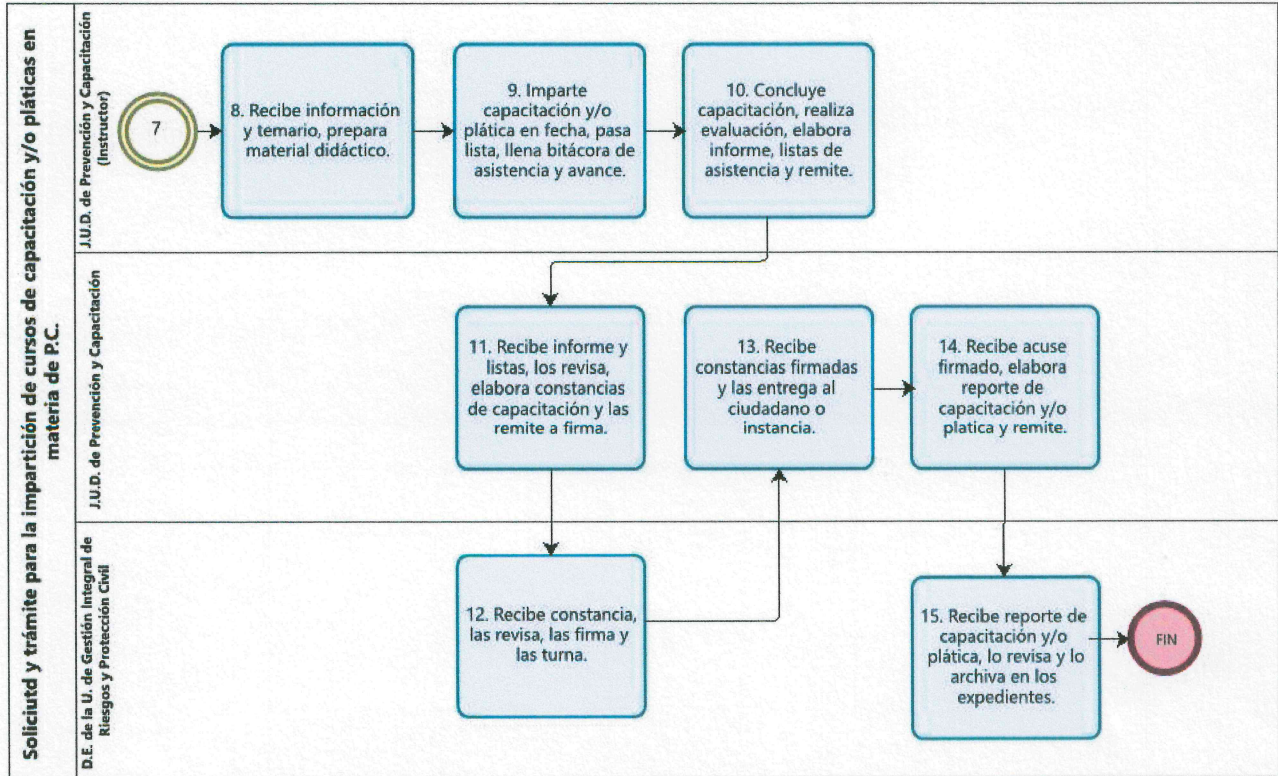 Soliciutd y trámite para la impartición de cursos de capacitación y/o pláticas en
materia de P.C.
J.U.D. de Prevención y Capacitación
(Instructor)
7
8. Recibe información
y temario, prepara
material didáctico.
9. Imparte
capacitación y/o
plática en fecha, pasa
lista, llena bitácora de
asistencia y avance.
10. Concluye
capacitación, realiza
evaluación, elabora
informe, listas de
asistencia y remite.
J.U.D. de Prevención y Capacitación
11. Recibe informe y
listas, los revisa,
elabora constancias
de capacitación y las
remite a firma.
13. Recibe
constancias firmadas
y las entrega al
ciudadano o
instancia.
14. Recibe acuse
firmado, elabora
reporte de
capacitación y/o
platica y remite.
D.E. de la U. de Gestión Integral de
Riesgos y Protección Civil
12. Recibe constancia,
las revisa, las firma y
las turna.
15. Recibe reporte de
capacitación y/o
plática, lo revisa y lo
archiva en los
expedientes.
FIN